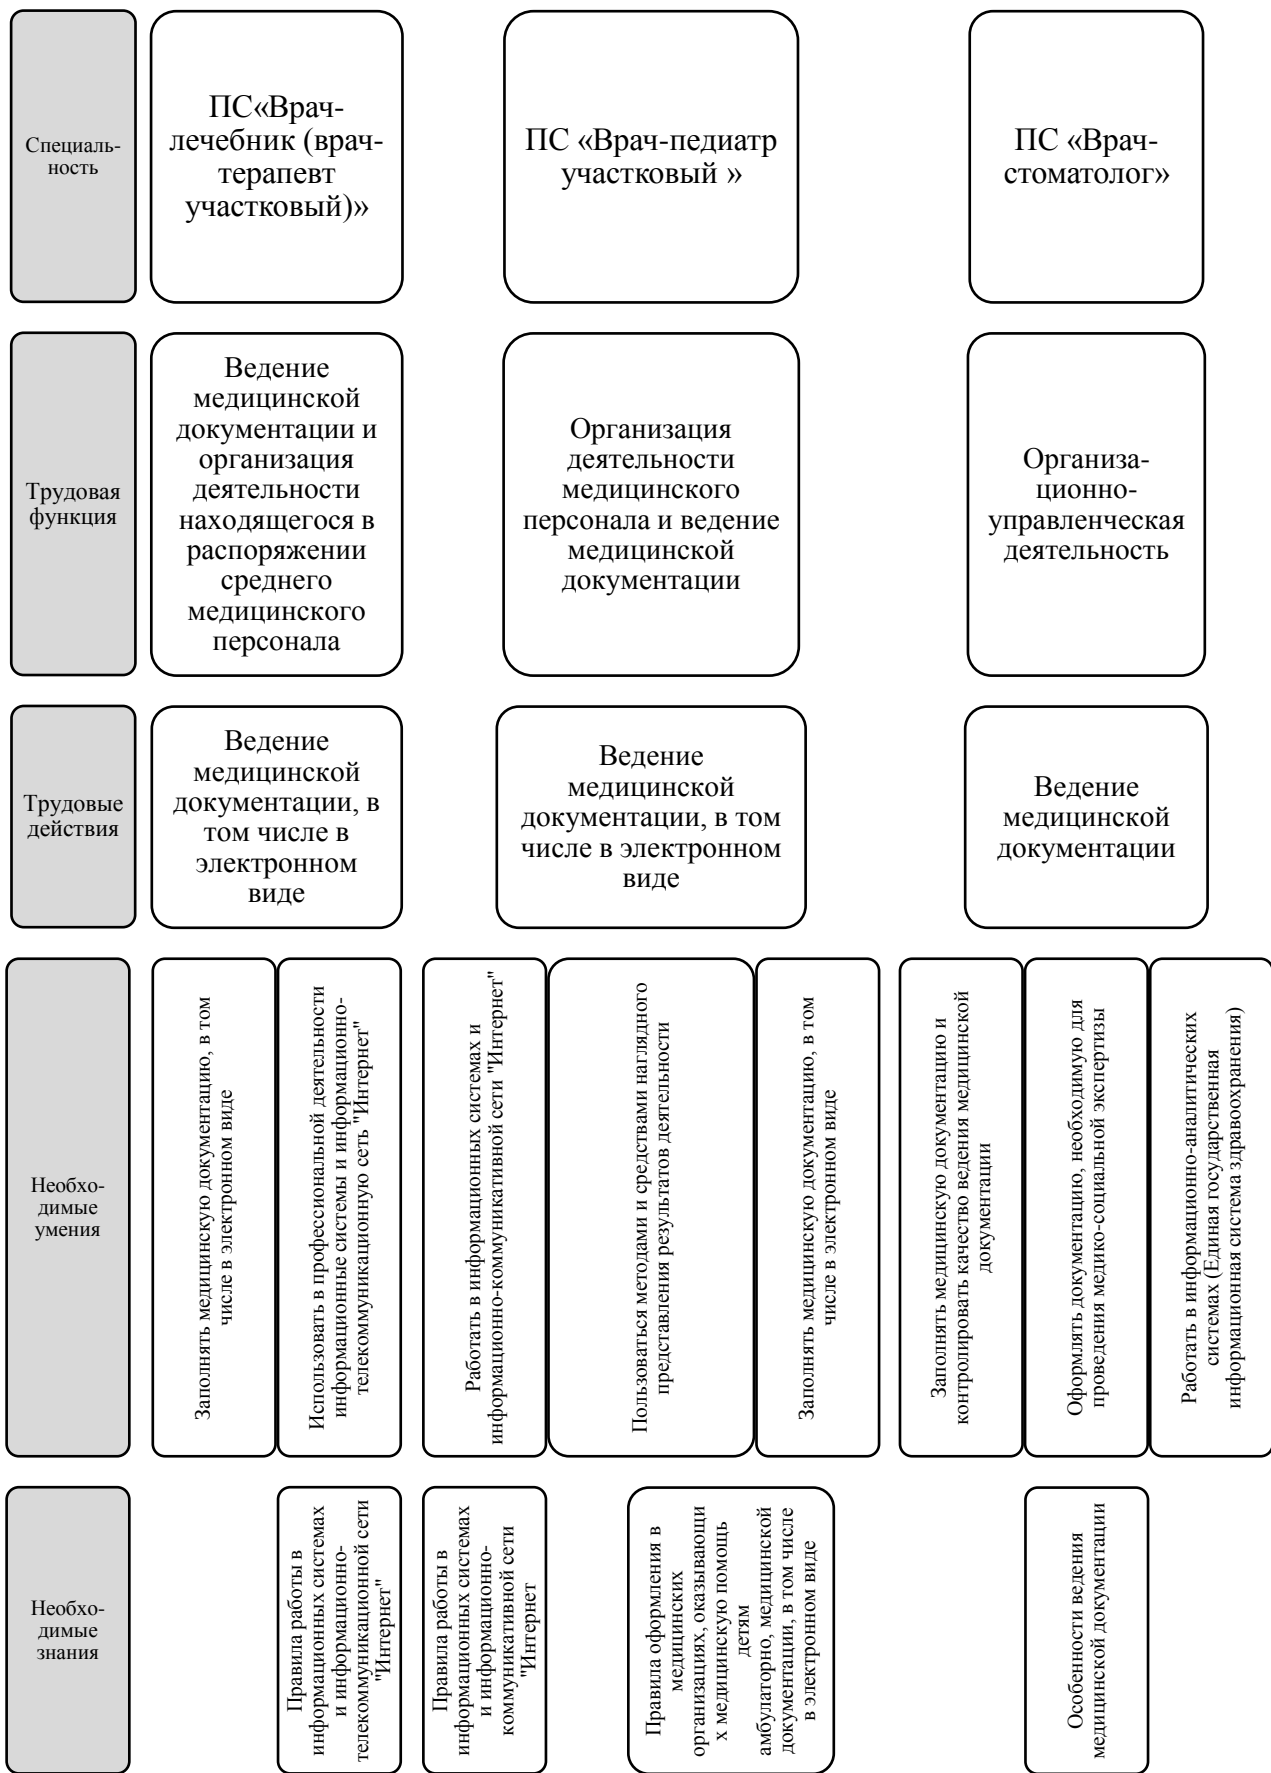 Специаль-
ность
ПС«Врач-
лечебник (врач-
терапевт
участковый)»
ПС «Врач-педиатр
участковый »
ПС «Врач-
стоматолог»
Трудовая
функция
Ведение
медицинской
документации и
организация
деятельности
находящегося в
распоряжении
среднего
медицинского
персонала
Организация
деятельности
медицинского
персонала и ведение
медицинской
документации
Организа-
ционно-
управленческая
деятельность
Трудовые
действия
Ведение
медицинской
документации, в
том числе в
электронном
виде
Ведение
медицинской
документации, в том
числе в электронном
виде
Ведение
медицинской
документации
Необхо-
димые
умения
Заполнять медицинскую документацию, в том
числе в электронном виде
Использовать в профессиональной деятельности
информационные системы и информационно-
телекоммуникационную сеть "Интернет"
Работать в информационных системах и
информационно-коммуникативной сети "Интернет"
Пользоваться методами и средствами наглядного
представления результатов деятельности
Заполнять медицинскую документацию, в том
числе в электронном виде
Заполнять медицинскую документацию и
контролировать качество ведения медицинской
документации
Оформлять документацию, необходимую для
проведения медико-социальной экспертизы
Работать в информационно-аналитических
системах (Единая государственная
информационная система здравоохранения)
Необхо-
димые
знания
Правила работы в
информационных системах
и информационно-
телекоммуникационной сети
"Интернет"
Правила работы в
информационных системах
и информационно-
коммуникативной сети
"Интернет
Правила оформления в
медицинских
организациях, оказывающи
х медицинскую помощь
детям
амбулаторно, медицинской
документации, в том числе
в электронном виде
Особенности ведения
медицинской документации